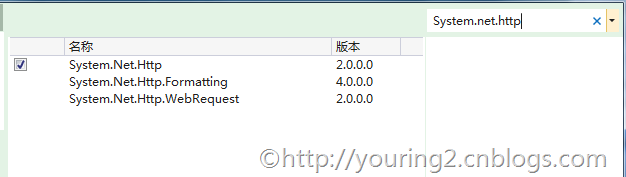 System.net.http
名称 版本
System.Net.Http 2.0.0.0
System.Net.Http.Formatting 4.0.0.0
System.Net.Http.WebRequest 2.0.0.0
©http://youring2.cnblogs.com